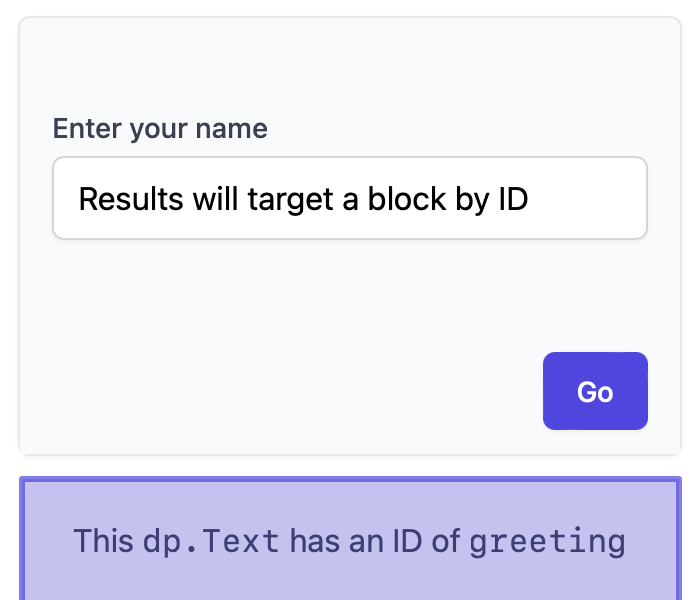 Enter your name
Results will target a block by ID
Go
This dp.Text has an ID of greeting